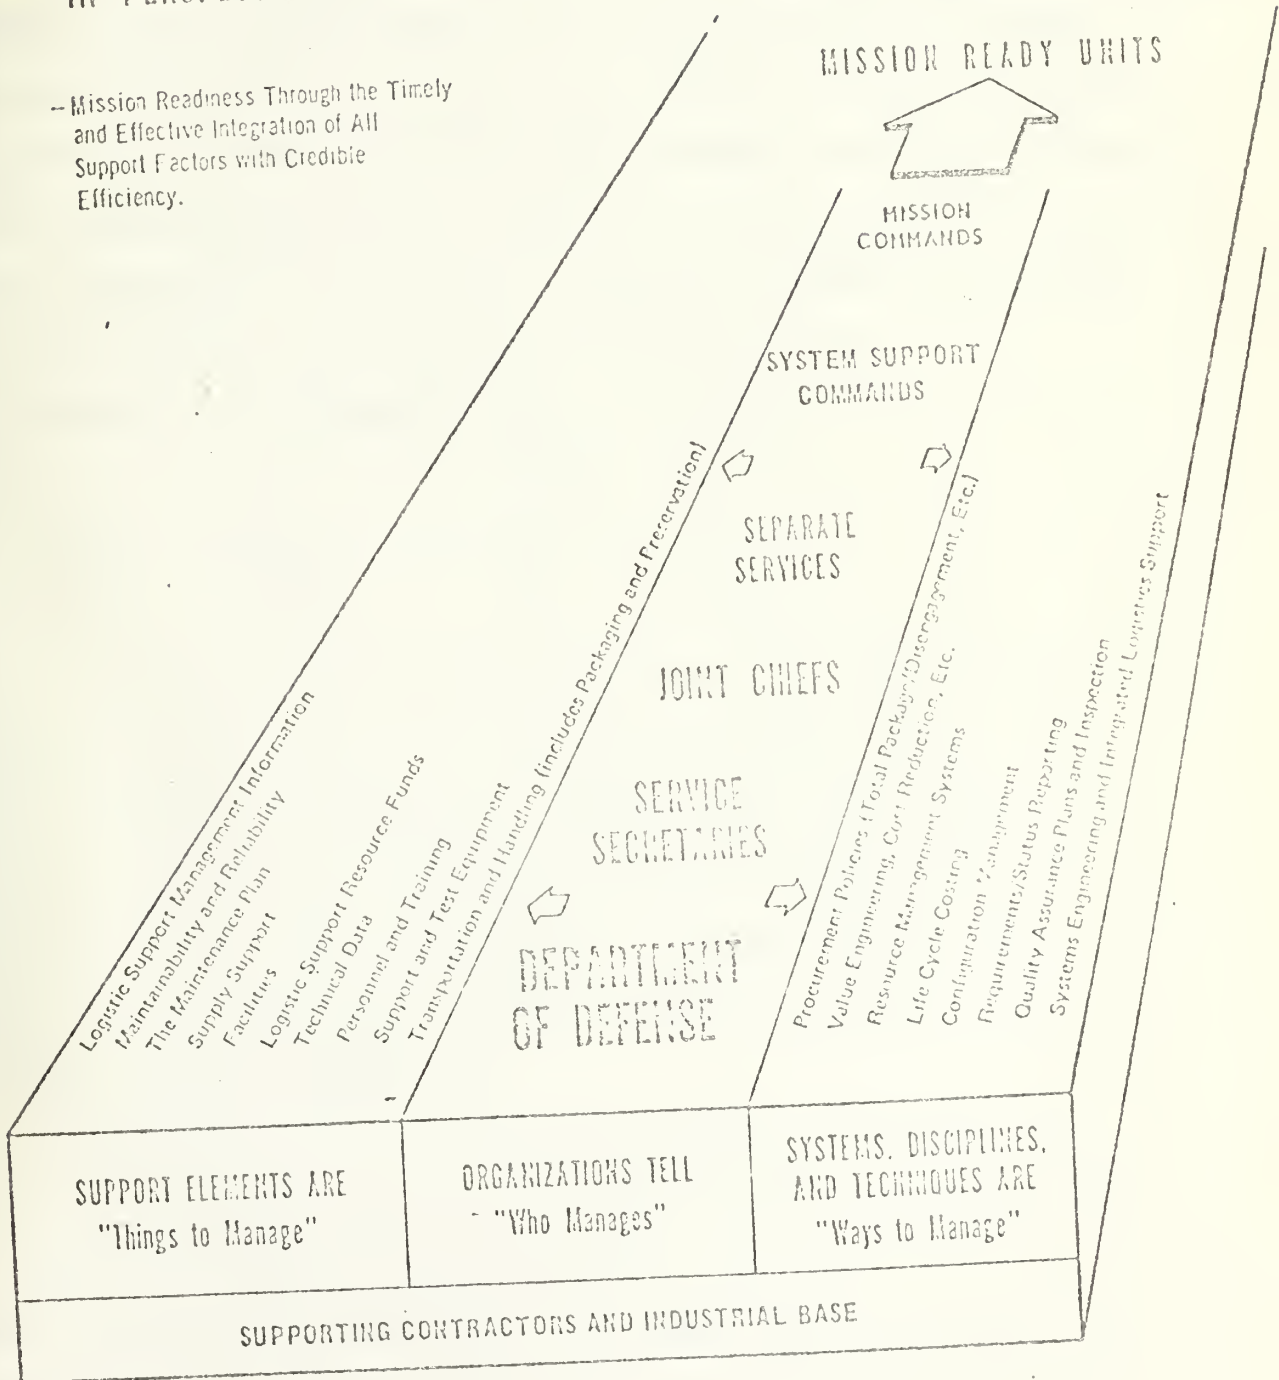 - Mission Readiness Through the Timely
and Effective Integration of All
Support Factors with Credible
Efficiency.
MISSION READY UNITS
MISSION
COMMANDS
SYSTEM SUPPORT
COMMANDS
SEPARATE
SERVICES
JOINT CHIEFS
SERVICE
SECRETARIES
DEPARTMENT
OF DEFENSE
Logistic Support Management Information
Maintainability and Reliability
The Maintenance Plan
Supply Support
Facilities
Logistic Support Resource Funds
Technical Data
Personnel and Training
Support and Test Equipment
Transportation and Handling (includes Packaging and Preservation)
Procurement Policies (Total Package/Disengagement, Etc.)
Value Engineering, Cost Reduction, Etc.
Resource Management Systems
Life Cycle Costing
Configuration Management
Requirements/Status Reporting
Quality Assurance Plans and Inspection
Systems Engineering and Integrated Logistics Support
SUPPORT ELEMENTS ARE
"Things to Manage"
ORGANIZATIONS TELL
- "Who Manages"
SYSTEMS, DISCIPLINES,
AND TECHNIQUES ARE
"Ways to Manage"
SUPPORTING CONTRACTORS AND INDUSTRIAL BASE